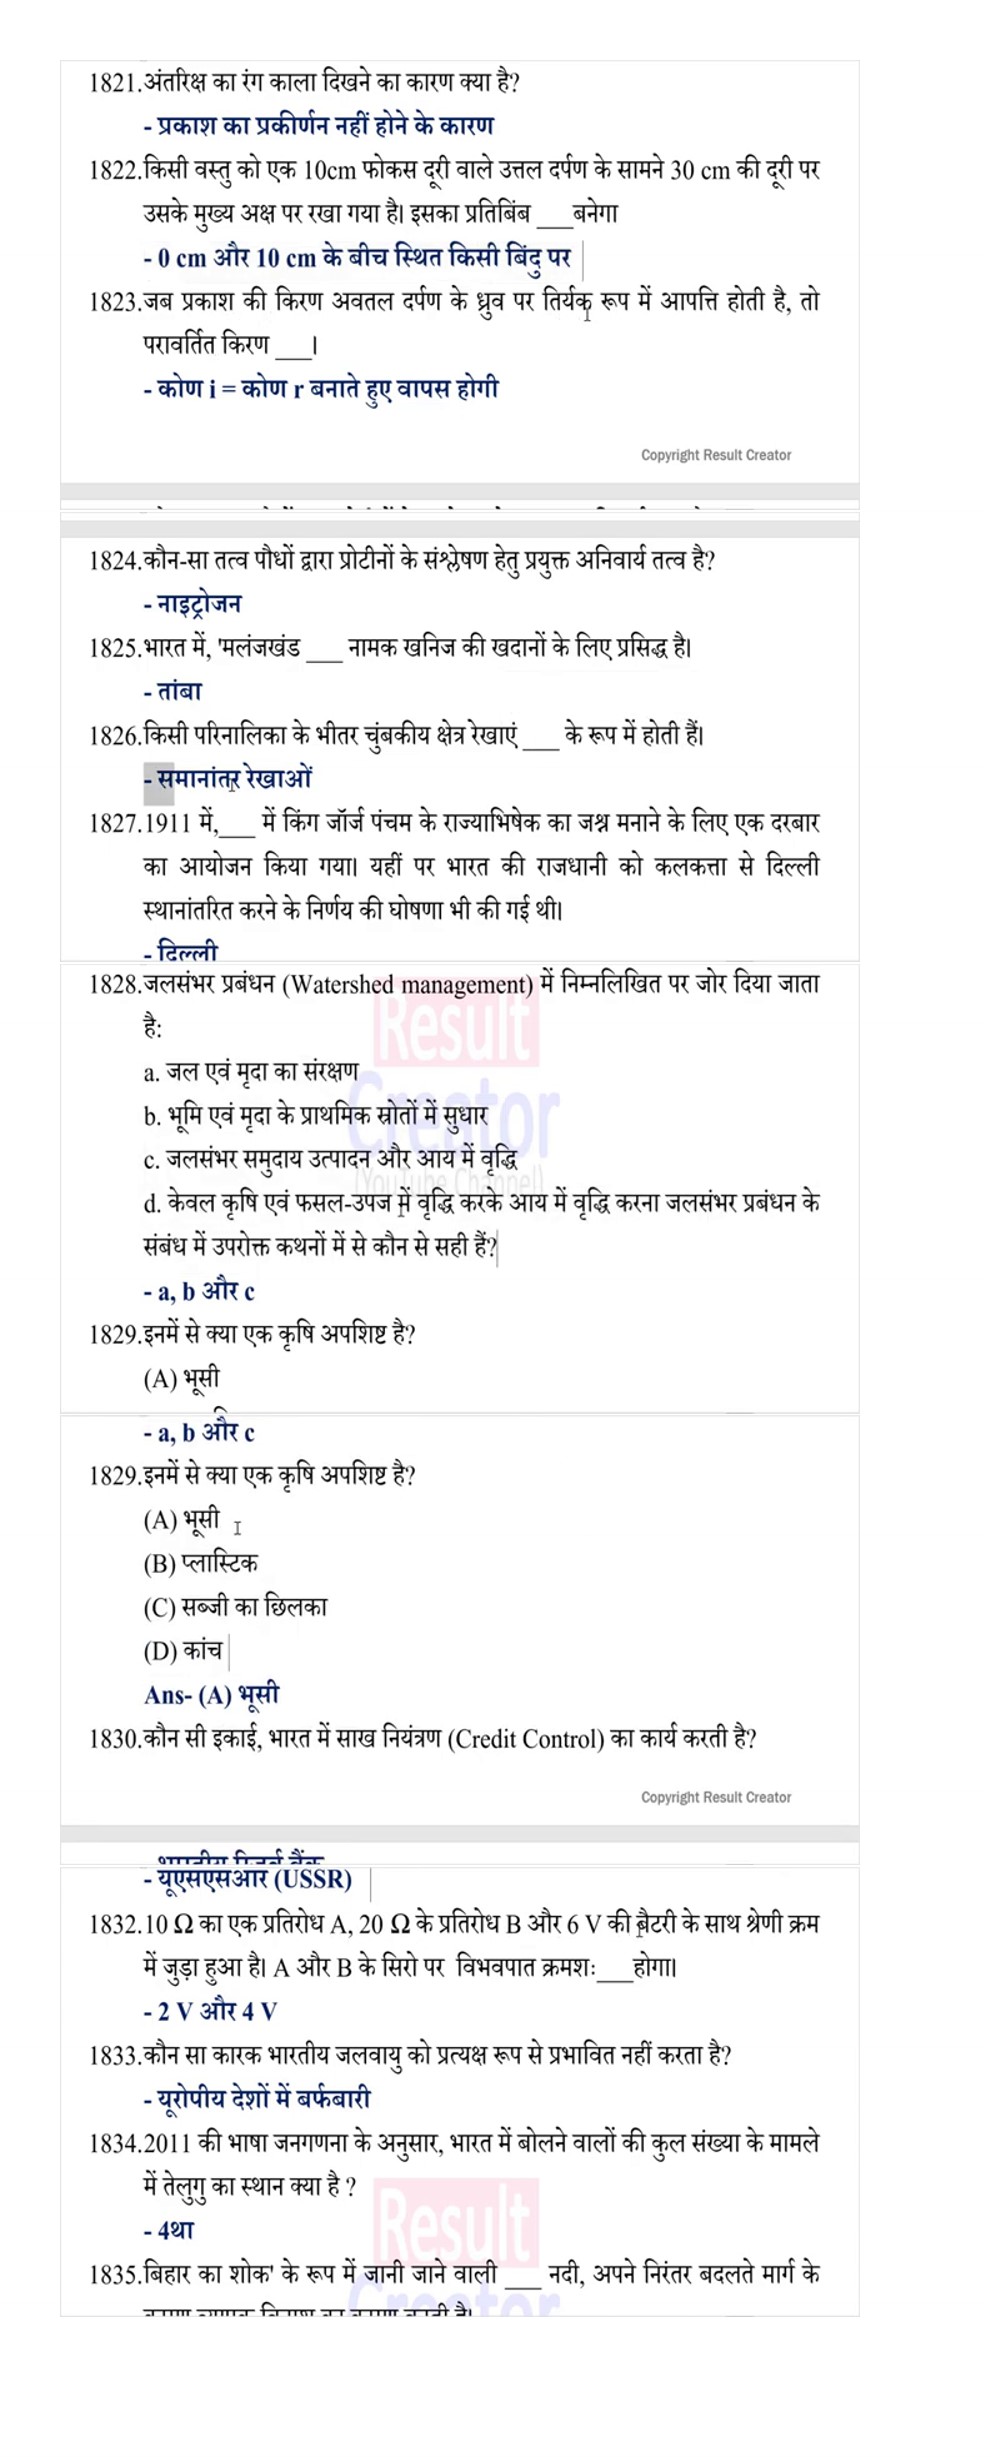 1821.अंतरिक्ष का रंग काला दिखने का कारण क्या है?
- प्रकाश का प्रकीर्णन नहीं होने के कारण
1822.किसी वस्तु को एक 10cm फोकस दूरी वाले उत्तल दर्पण के सामने 30 cm की दूरी पर
उसके मुख्य अक्ष पर रखा गया है। इसका प्रतिबिंब ___बनेगा
- 0 cm और 10 cm के बीच स्थित किसी बिंदु पर
1823.जब प्रकाश की किरण अवतल दर्पण के ध्रुव पर तिर्यक् रूप में आपत्ति होती है, तो
परावर्तित किरण ___।
- कोण i = कोण r बनाते हुए वापस होगी
Copyright Result Creator
1824.कौन-सा तत्व पौधों द्वारा प्रोटीनों के संश्लेषण हेतु प्रयुक्त अनिवार्य तत्व है?
- नाइट्रोजन
1825.भारत में, 'मलंजखंड ___ नामक खनिज की खदानों के लिए प्रसिद्ध है।
- तांबा
1826.किसी परिनालिका के भीतर चुंबकीय क्षेत्र रेखाएं ___ के रूप में होती हैं।
- समानांतर रेखाओं
1827.1911 में,___ में किंग जॉर्ज पंचम के राज्याभिषेक का जश्न मनाने के लिए एक दरबार
का आयोजन किया गया। यहीं पर भारत की राजधानी को कलकत्ता से दिल्ली
स्थानांतरित करने के निर्णय की घोषणा भी की गई थी।
- दिल्ली
1828.जलसंभर प्रबंधन (Watershed management) में निम्नलिखित पर जोर दिया जाता
है:
a. जल एवं मृदा का संरक्षण
b. भूमि एवं मृदा के प्राथमिक स्रोतों में सुधार
c. जलसंभर समुदाय उत्पादन और आय में वृद्धि
d. केवल कृषि एवं फसल-उपज में वृद्धि करके आय में वृद्धि करना जलसंभर प्रबंधन के
संबंध में उपरोक्त कथनों में से कौन से सही हैं?
Result
Creator
(YouTube Channel)
- a, b और c
1829.इनमें से क्या एक कृषि अपशिष्ट है?
(A) भूसी
- a, b और c
1829.इनमें से क्या एक कृषि अपशिष्ट है?
(A) भूसी
(B) प्लास्टिक
(C) सब्जी का छिलका
(D) कांच
Ans- (A) भूसी
1830.कौन सी इकाई, भारत में साख नियंत्रण (Credit Control) का कार्य करती है?
Copyright Result Creator
- यूएसएसआर (USSR)
1832.10 Ω का एक प्रतिरोध A, 20 Ω के प्रतिरोध B और 6 V की बैटरी के साथ श्रेणी क्रम
में जुड़ा हुआ है। A और B के सिरो पर विभवपात क्रमशः___होगा।
- 2 V और 4 V
1833.कौन सा कारक भारतीय जलवायु को प्रत्यक्ष रूप से प्रभावित नहीं करता है?
- यूरोपीय देशों में बर्फबारी
1834.2011 की भाषा जनगणना के अनुसार, भारत में बोलने वालों की कुल संख्या के मामले
में तेलुगु का स्थान क्या है ?
- 4था
Result
1835.बिहार का शोक' के रूप में जानी जाने वाली ___ नदी, अपने निरंतर बदलते मार्ग के
Creator